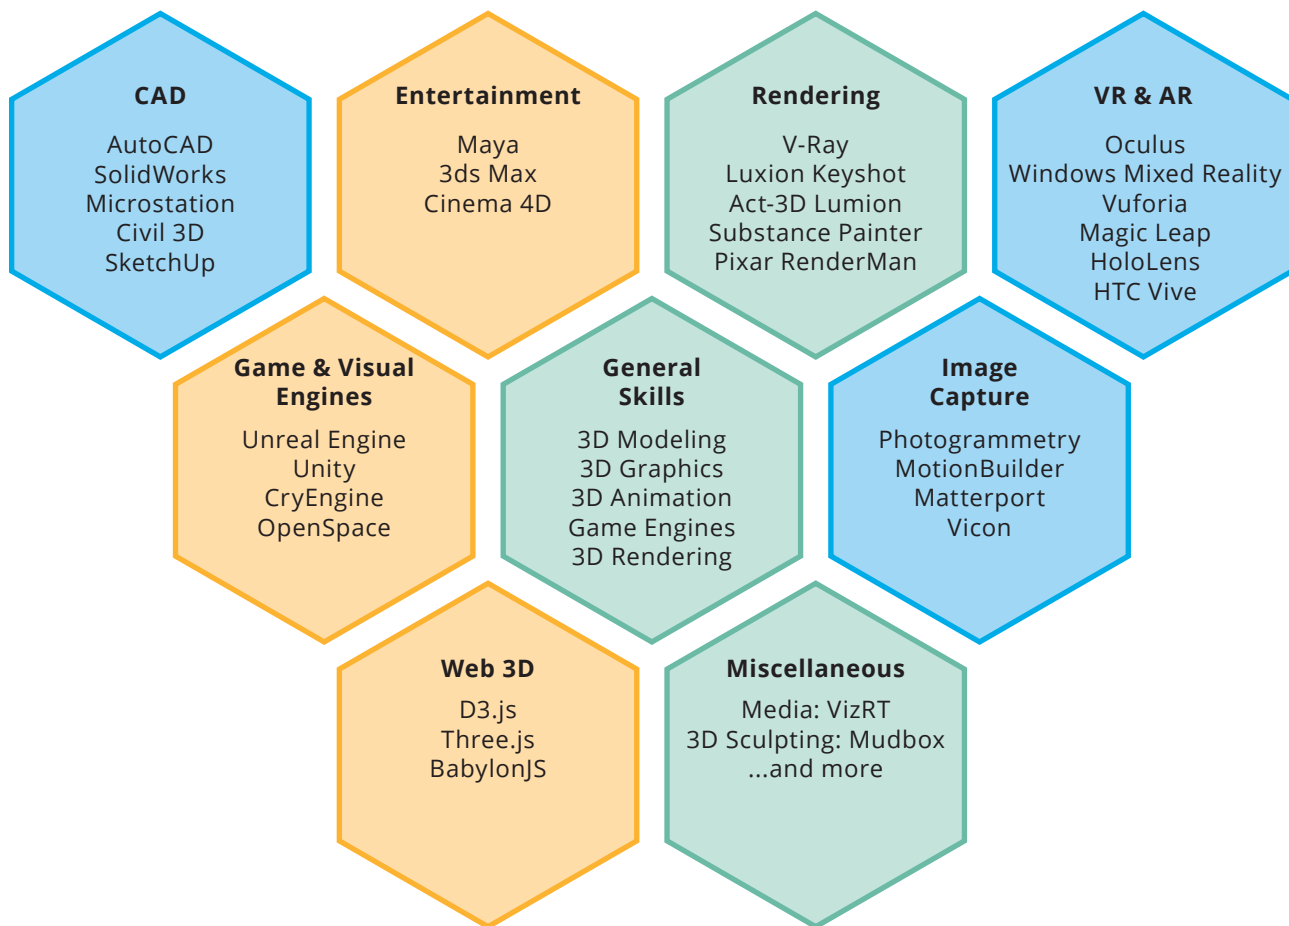 CAD
AutoCAD
SolidWorks
Microstation
Civil 3D
SketchUp
Entertainment
Maya
3ds Max
Cinema 4D
Rendering
V-Ray
Luxion Keyshot
Act-3D Lumion
Substance Painter
Pixar RenderMan
VR & AR
Oculus
Windows Mixed Reality
Vuforia
Magic Leap
HoloLens
HTC Vive
Game & Visual
Engines
Unreal Engine
Unity
CryEngine
OpenSpace
General
Skills
3D Modeling
3D Graphics
3D Animation
Game Engines
3D Rendering
Image
Capture
Photogrammetry
MotionBuilder
Matterport
Vicon
Web 3D
D3.js
Three.js
BabylonJS
Miscellaneous
Media: VizRT
3D Sculpting: Mudbox
...and more